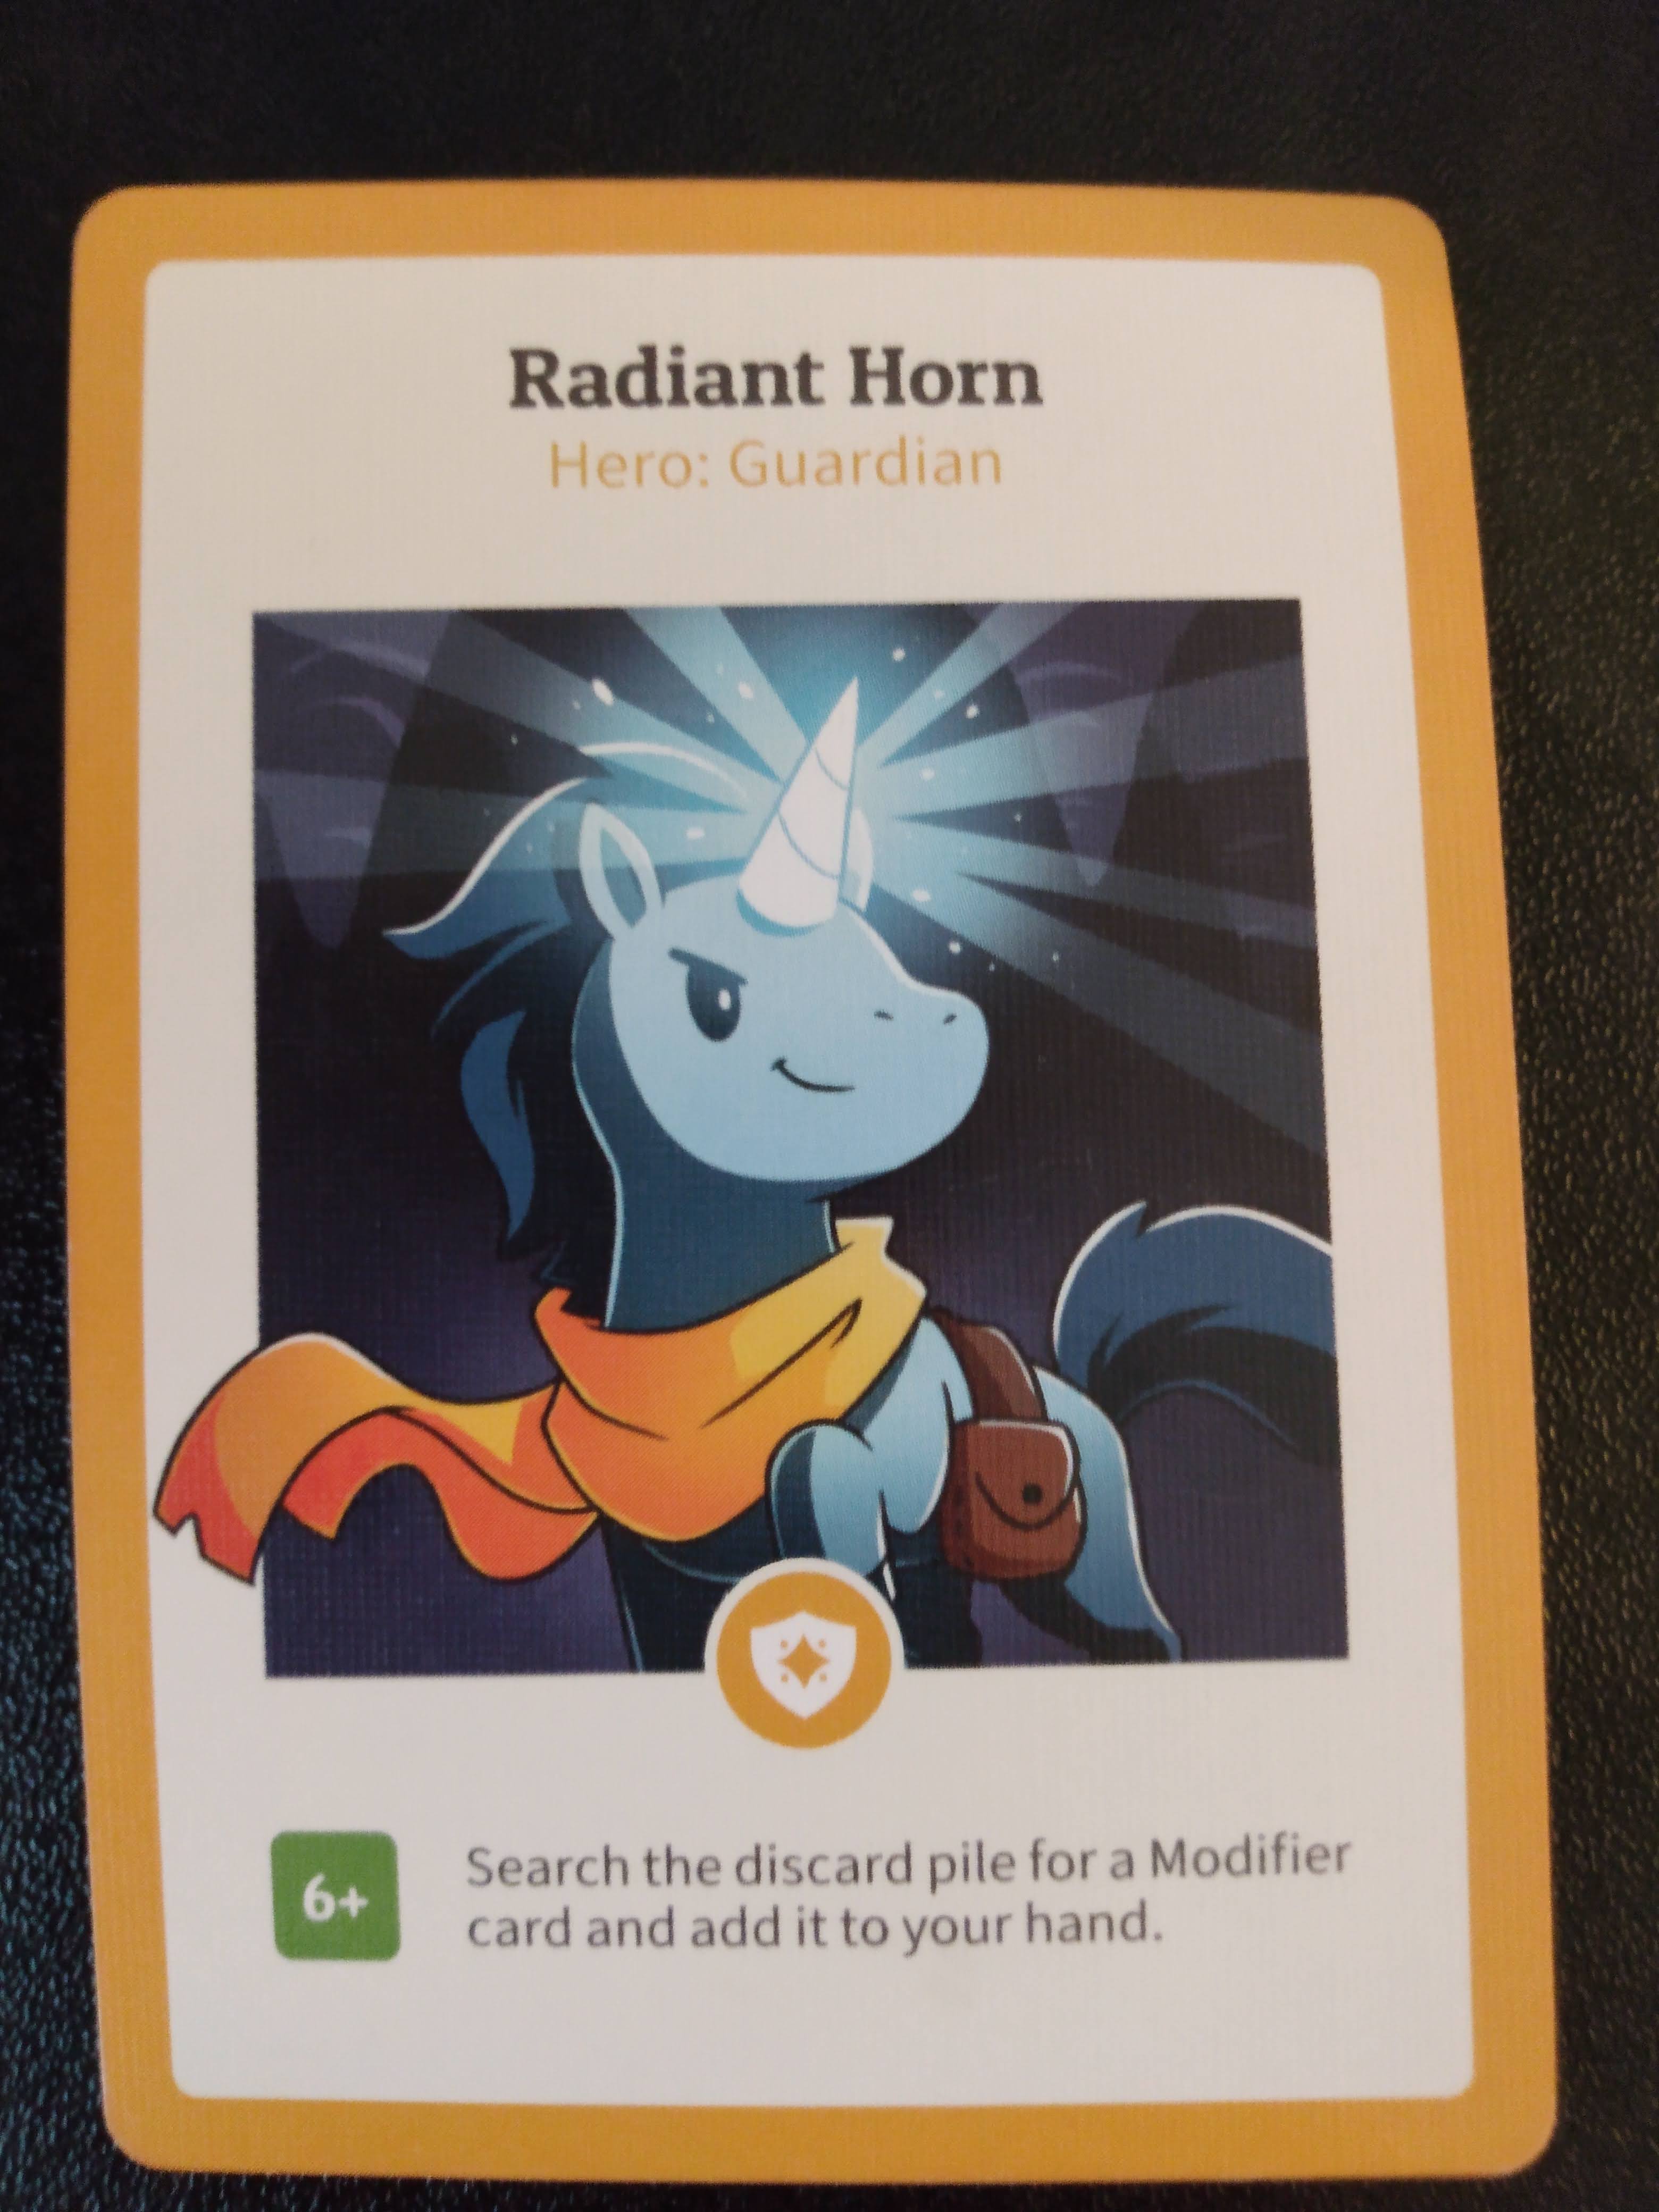 Radiant Horn
Hero: Guardian
6+
Search the discard pile for a Modifier
card and add it to your hand.